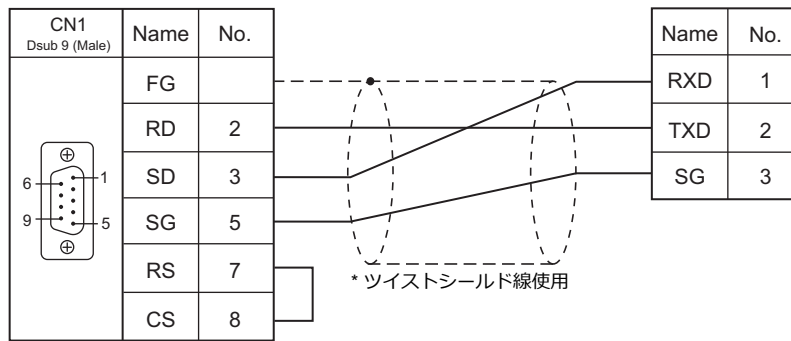 CN1
Dsub 9 (Male)
Name No.
FG
RD 2
SD 3
SG 5
RS 7
CS 8
6
1
9
5
Name No.
RXD 1
TXD 2
SG 3
* ツイストシールド線使用